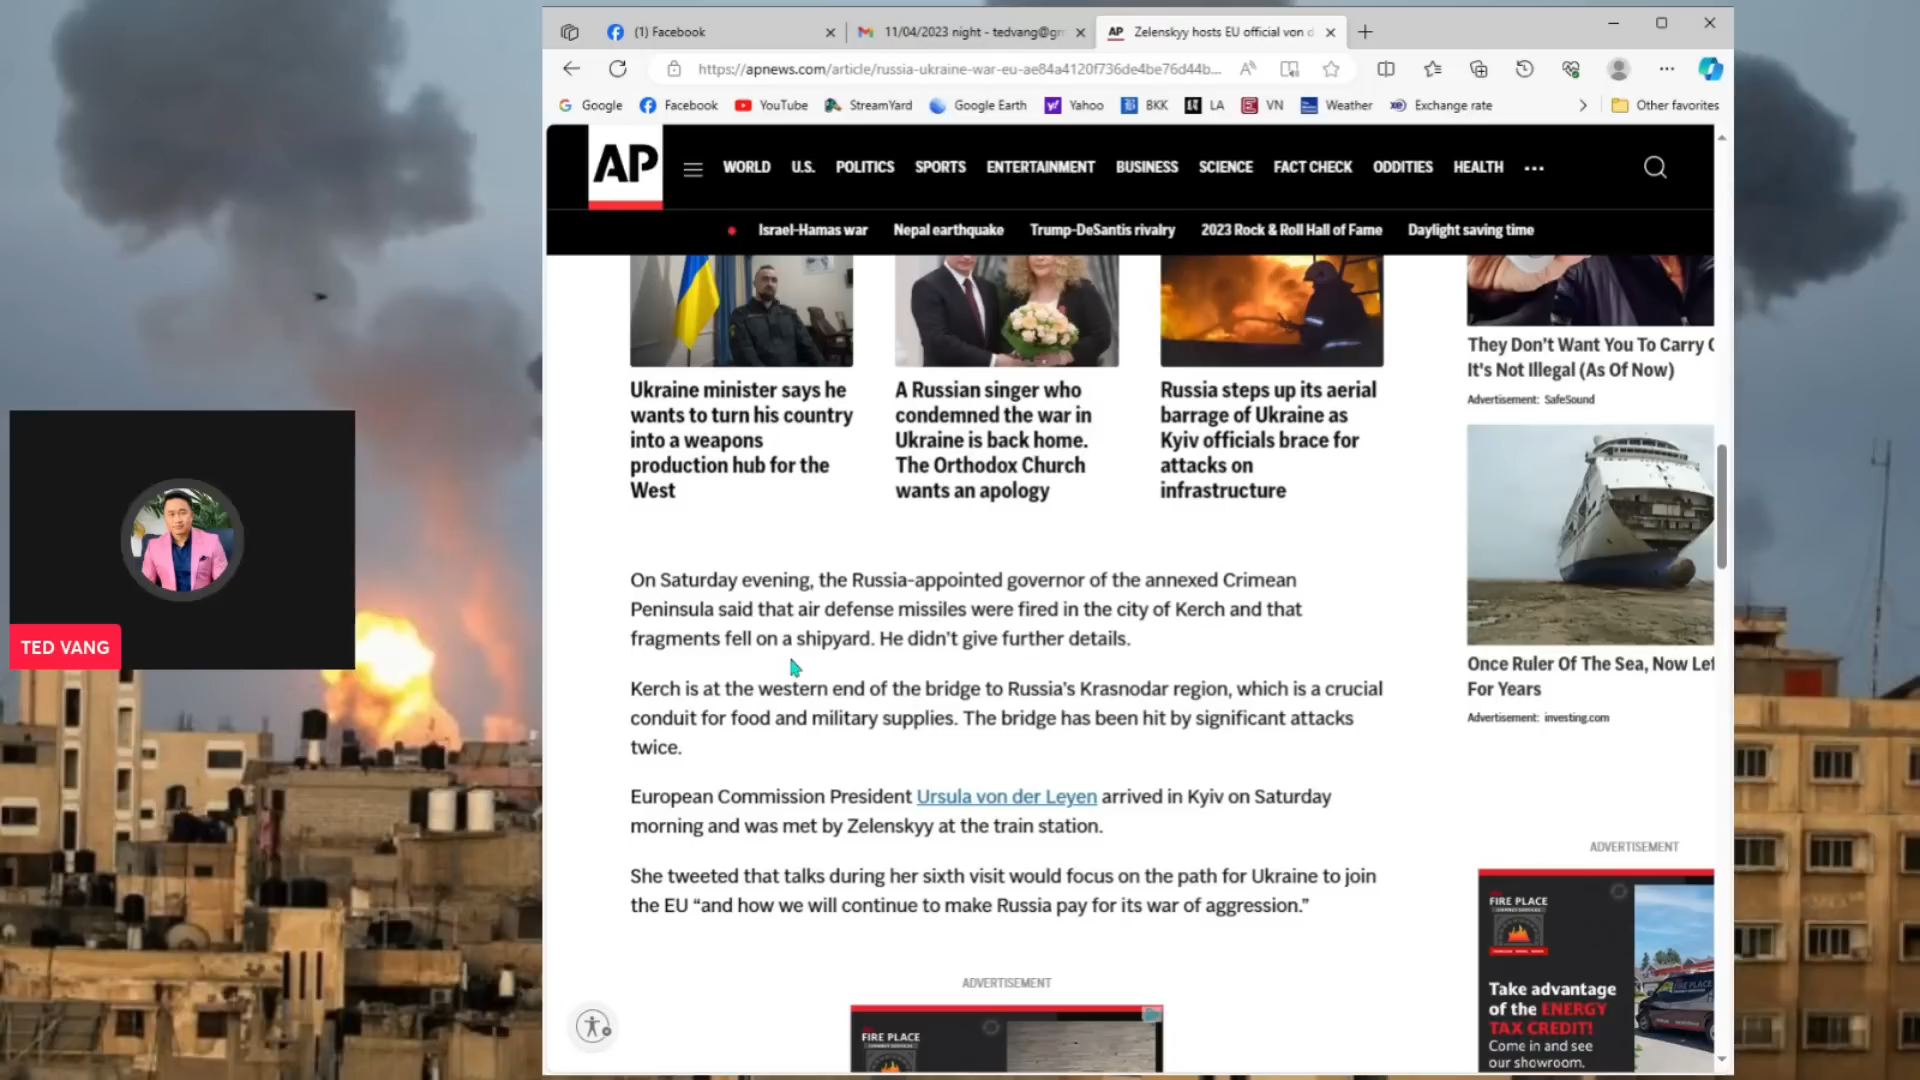 (1) Facebook
11/04/2023 night - tedvang@gm
AP Zelenskyy hosts EU official von d
https://apnews.com/article/russia-ukraine-war-eu-ae84a4120f736de4be76d44b...
Google Facebook YouTube StreamYard Google Earth Yahoo BKK LA VN Weather Exchange rate Other favorites
AP
WORLD U.S. POLITICS SPORTS ENTERTAINMENT BUSINESS SCIENCE FACT CHECK ODDITIES HEALTH
Israel-Hamas war Nepal earthquake Trump-DeSantis rivalry 2023 Rock & Roll Hall of Fame Daylight saving time
Ukraine minister says he
wants to turn his country
into a weapons
production hub for the
West
A Russian singer who
condemned the war in
Ukraine is back home.
The Orthodox Church
wants an apology
Russia steps up its aerial
barrage of Ukraine as
Kyiv officials brace for
attacks on
infrastructure
They Don't Want You To Carry
It's Not Illegal (As Of Now)
Advertisement: SafeSound
Once Ruler Of The Sea, Now Lef
For Years
Advertisement: investing.com
TED VANG
On Saturday evening, the Russia-appointed governor of the annexed Crimean
Peninsula said that air defense missiles were fired in the city of Kerch and that
fragments fell on a shipyard. He didn't give further details.
Kerch is at the western end of the bridge to Russia's Krasnodar region, which is a crucial
conduit for food and military supplies. The bridge has been hit by significant attacks
twice.
European Commission President Ursula von der Leyen arrived in Kyiv on Saturday
morning and was met by Zelenskyy at the train station.
She tweeted that talks during her sixth visit would focus on the path for Ukraine to join
the EU “and how we will continue to make Russia pay for its war of aggression.”
ADVERTISEMENT
FIRE PLACE
ADVERTISEMENT
FIRE PLACE
Take advantage
of the ENERGY
TAX CREDIT!
Come in and see
our showroom.